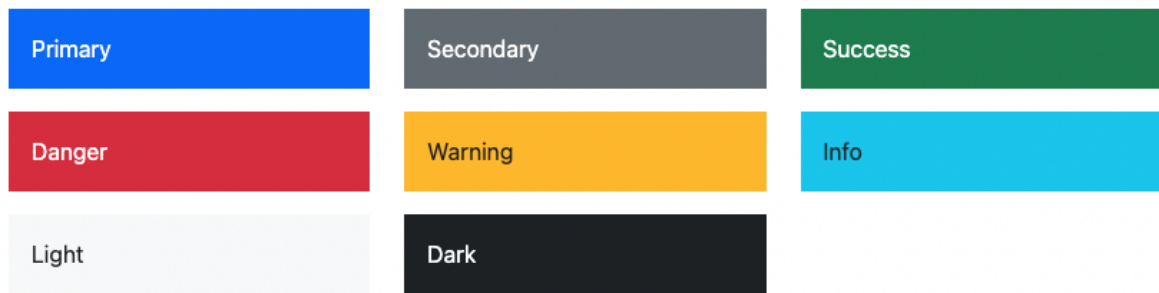 Primary
Secondary
Success
Danger
Warning
Info
Light
Dark